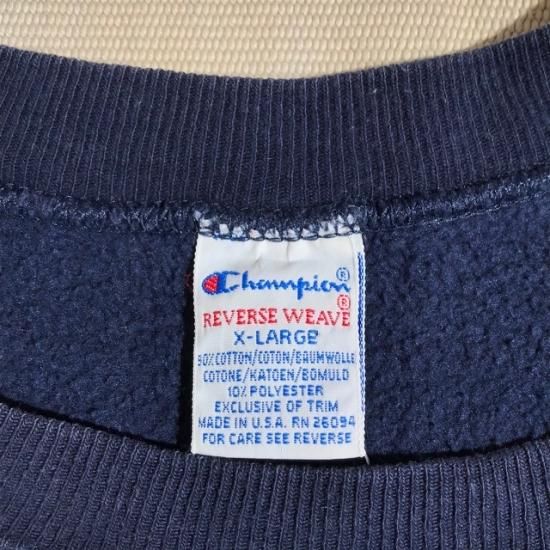 Champion®
REVERSE WEAVE®
X-LARGE
90% COTTON/COTON/BAUMWOLLE
COTONE/KATOEN/BOMULD
10% POLYESTER
EXCLUSIVE OF TRIM
MADE IN U.S.A. RN 26094
FOR CARE SEE REVERSE